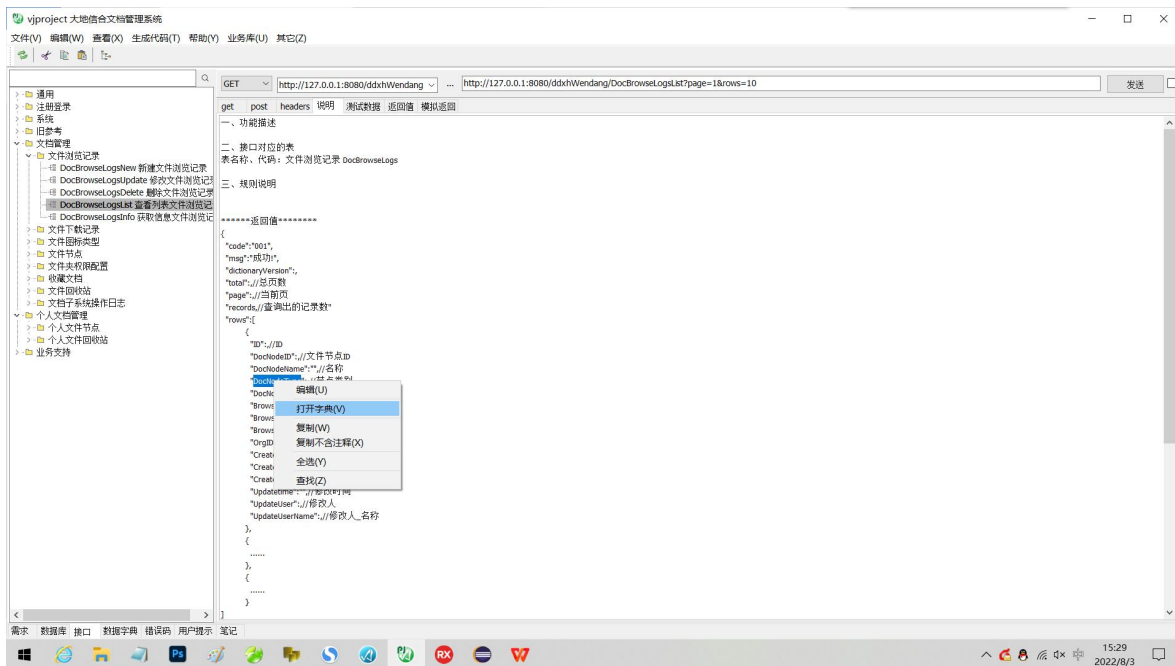 vjproject 大地信合文档管理系统
文件(V) 编辑(W) 查看(X) 生成代码(T) 帮助(Y) 业务库(U) 其它(Z)
GET http://127.0.0.1:8080/ddxhWendang ... http://127.0.0.1:8080/ddxhWendang/DocBrowseLogsList?page=1&rows=10 发送
get post headers 说明 测试数据 返回值 模拟返回
通用
注册登录
系统
旧参考
文档管理
文件浏览记录
DocBrowseLogsNew 新建文件浏览记录
DocBrowseLogsUpdate 修改文件浏览记录
DocBrowseLogsDelete 删除文件浏览记录
DocBrowseLogsList 查看列表文件浏览记
DocBrowseLogsInfo 获取信息文件浏览记
文件下载记录
文件图标类型
文件节点
文件夹权限配置
收藏文档
文件回收站
文档子系统操作日志
个人文档管理
个人文件节点
个人文件回收站
业务支持
一、功能描述
二、接口对应的表
表名称、代码：文件浏览记录 DocBrowseLogs
三、规则说明
******返回值********
{
"code":"001",
"msg":"成功!",
"dictionaryVersion":,
"total":,//总页数
"page":,//当前页
"records,//查询出的记录数"
"rows":[
{
"ID":,//ID
"DocNodeID":,//文件节点ID
"DocNodeName":"",//名称
"DocN
"Brows
"Brows
"Brows
"OrgID
"Create
"Create
"Create
"Updatetime":"",//修改时间
"UpdateUser":,//修改人
"UpdateUserName":,//修改人_名称
},
{
......
},
{
......
}
]
编辑(U)
打开字典(V)
复制(W)
复制不含注释(X)
全选(Y)
查找(Z)
需求 数据库 接口 数据字典 错误码 用户提示 笔记
Ps
RX
15:29
2022/8/3